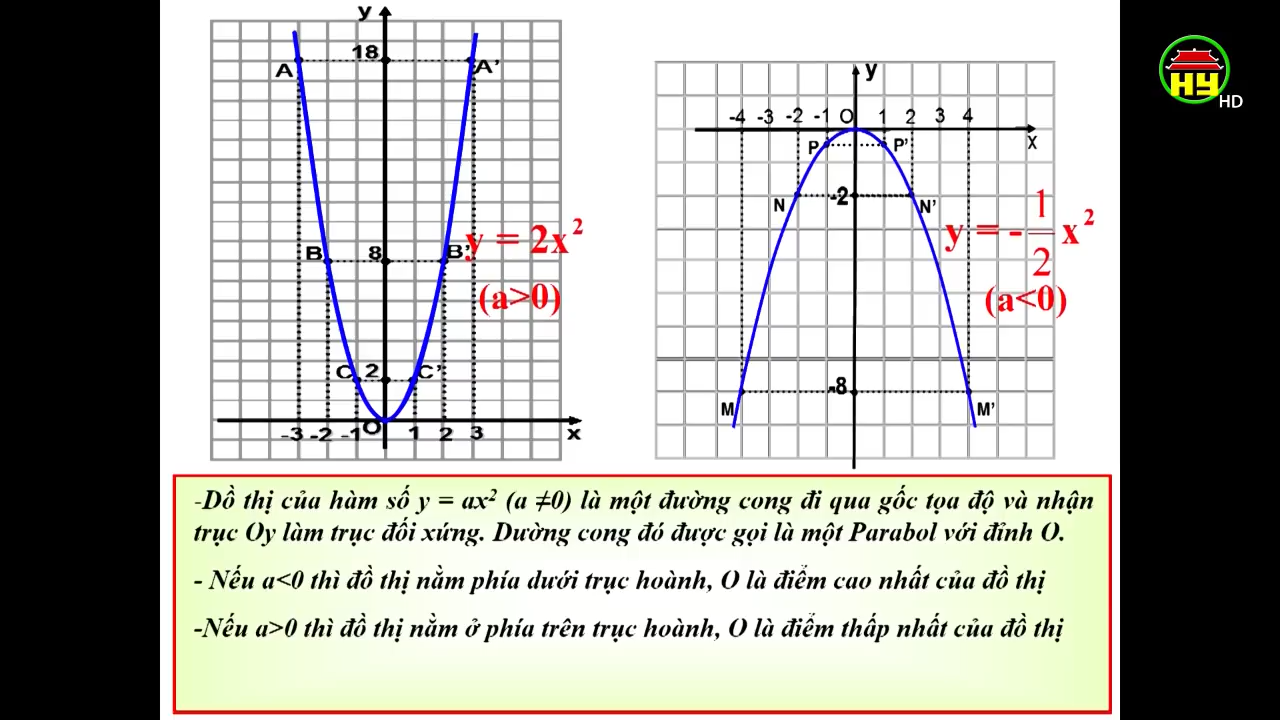 y
18
A
A’
B
8
B’
y = 2x²
(a>0)
C
2
C’
O
-3 -2 -1 1 2 3
x
y
-4 -3 -2 -1 O 1 2 3 4
x
P
P’
N
-2
N’
y = - 1/2 x²
(a<0)
-8
M
M’
HY
HD
-Dồ thị của hàm số y = ax² (a ≠0) là một đường cong đi qua gốc tọa độ và nhận
trục Oy làm trục đối xứng. Dường cong đó được gọi là một Parabol với đỉnh O.
- Nếu a<0 thì đồ thị nằm phía dưới trục hoành, O là điểm cao nhất của đồ thị
-Nếu a>0 thì đồ thị nằm ở phía trên trục hoành, O là điểm thấp nhất của đồ thị